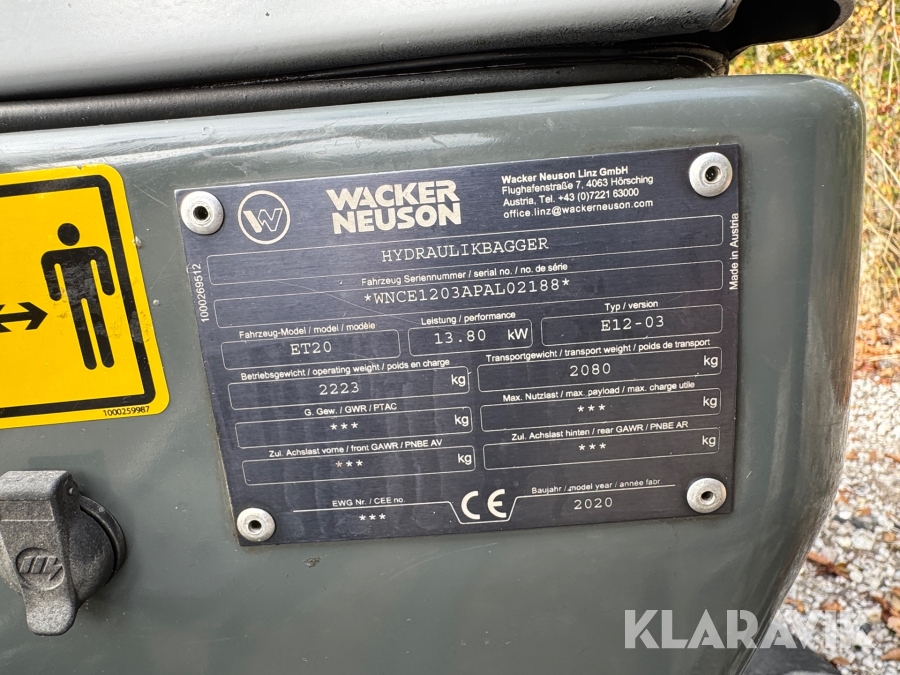 WACKER
NEUSON
Wacker Neuson Linz GmbH
Flughafenstraße 7, 4063 Hörsching
Austria, Tel. +43 (0)7221 63000
office.linz@wackerneuson.com
HYDRAULIKBAGGER
Fahrzeug Seriennummer / serial no. / no. de série
*WNCE1203APAL02188*
Fahrzeug-Model / model / modèle
ET20
Leistung / performance
13.80 kW
Typ / version
E12-03
Betriebsgewicht / operating weight / poids en charge
2223 kg
Transportgewicht / transport weight / poids de transport
2080 kg
G. Gew. / GWR / PTAC
*** kg
Max. Nutzlast / max. payload / max. charge utile
*** kg
Zul. Achslast vorne / front GAWR / PNBE AV
*** kg
Zul. Achslast hinten / rear GAWR / PNBE AR
*** kg
EWG Nr. / CEE no.
***
CE
Baujahr / model year / année fabr.
2020
1000269512
Made in Austria
1000259987
KLARAVIK